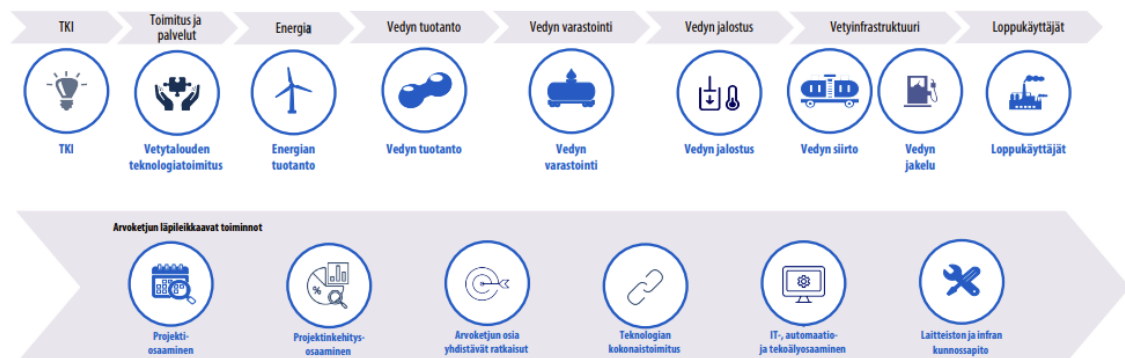 TKI
Toimitus ja
palvelut
Energia
Vedyn tuotanto
Vedyn varastointi
Vedyn jalostus
Vetyinfrastruktuuri
Loppukäyttäjät
TKI
Vetytalouden
teknologiatoimitus
Energian
tuotanto
Vedyn tuotanto
Vedyn
varastointi
Vedyn jalostus
Vedyn siirto
Vedyn
jakelu
Loppukäyttäjät
Arvoketjun läpileikkaavat toiminnot
%
Projekti-
osaaminen
Projektinkehitys-
osaaminen
Arvoketjun osia
yhdistävät ratkaisut
Teknologian
kokonaistoimitus
IT-, automaatio-
ja tekoälyosaaminen
Laitteiston ja infran
kunnossapito